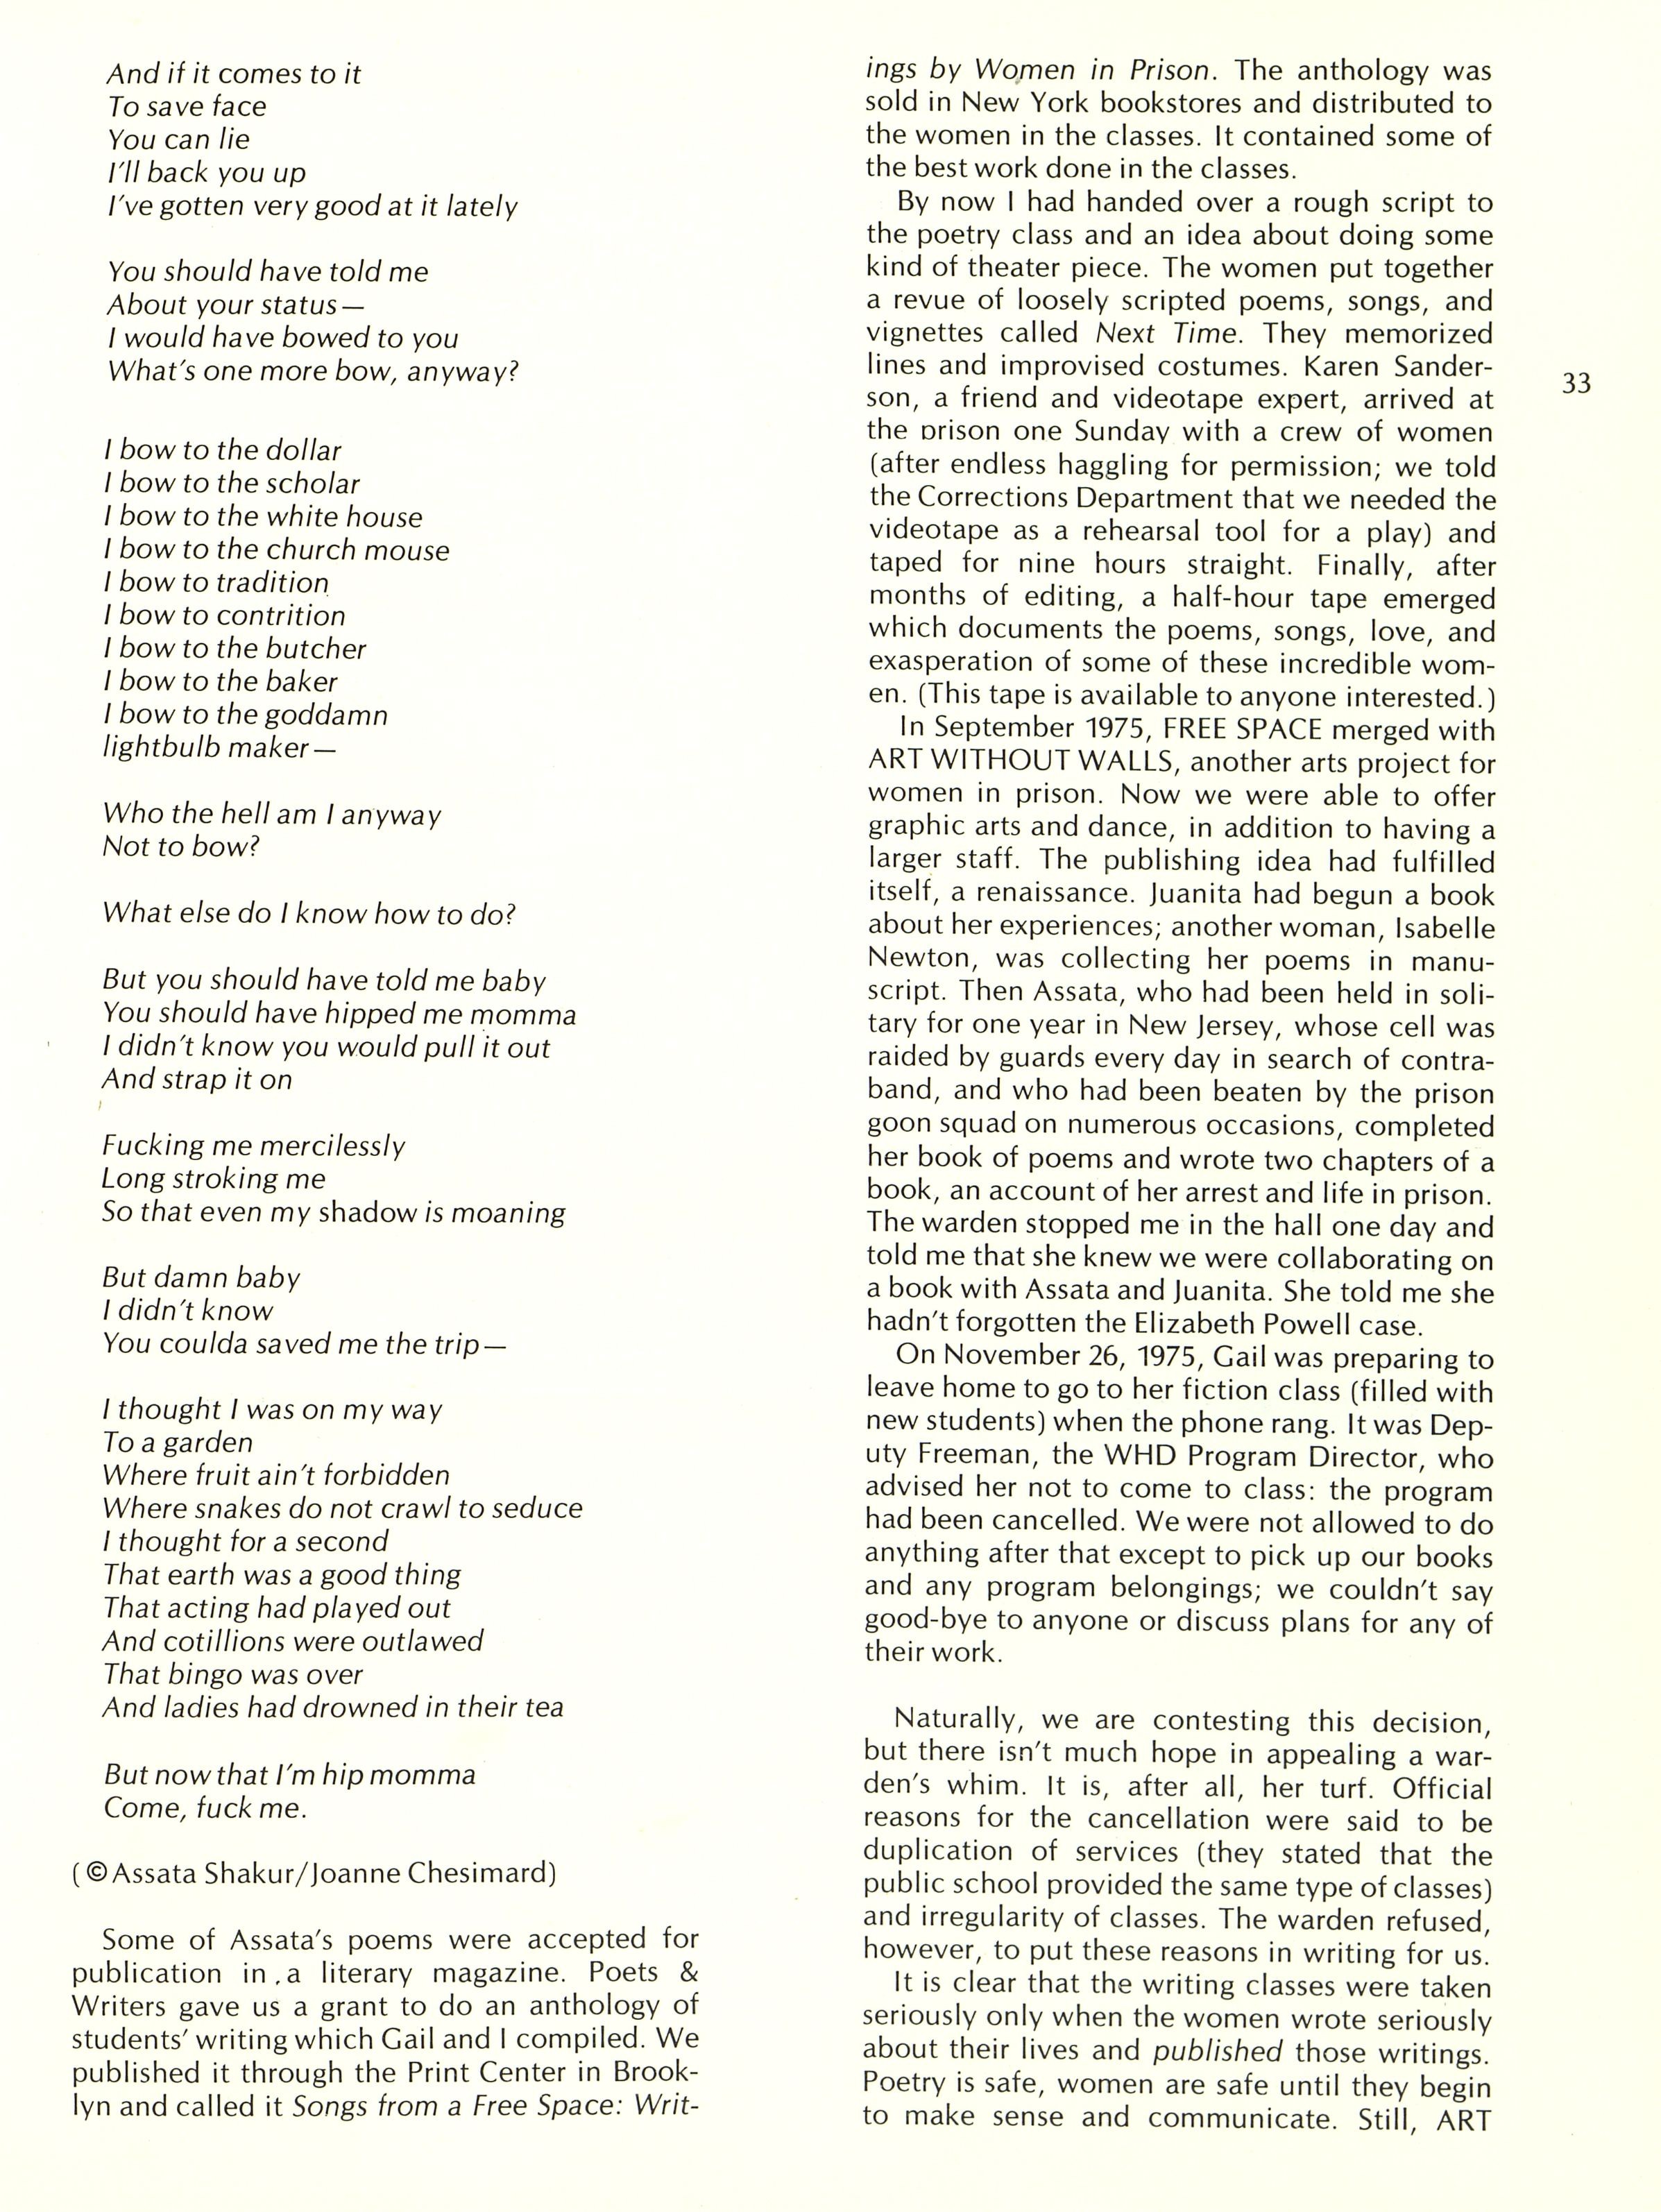 And if it comes to it
To save face
You can lie
I'll back you up
I've gotten very good at it lately

You should have told me
About your status—
I would have bowed to you
What's one more bow, anyway?

I bow to the dollar
I bow to the scholar
I bow to the white house
I bow to the church mouse
I bow to tradition
I bow to contrition
I bow to the butcher
I bow to the baker
I bow to the goddamn
lightbulb maker—

Who the hell am I anyway
Not to bow?

What else do I know how to do?

But you should have told me baby
You should have hipped me momma
I didn't know you would pull it out
And strap it on

Fucking me mercilessly
Long stroking me
So that even my shadow is moaning

But damn baby
I didn't know
You coulda saved me the trip—

I thought I was on my way
To a garden
Where fruit ain't forbidden
Where snakes do not crawl to seduce
I thought for a second
That earth was a good thing
That acting had played out
And cotillions were outlawed
That bingo was over
And ladies had drowned in their tea

But now that I'm hip momma
Come, fuck me.

(©Assata Shakur/Joanne Chesimard)

Some of Assata's poems were accepted for
publication in a literary magazine. Poets &
Writers gave us a grant to do an anthology of
students' writing which Gail and I compiled. We
published it through the Print Center in Brook-
lyn and called it Songs from a Free Space: Writ-
ings by Women in Prison. The anthology was
sold in New York bookstores and distributed to
the women in the classes. It contained some of
the best work done in the classes.
By now I had handed over a rough script to
the poetry class and an idea about doing some
kind of theater piece. The women put together
a revue of loosely scripted poems, songs, and
vignettes called Next Time. They memorized
lines and improvised costumes. Karen Sander-
son, a friend and videotape expert, arrived at
the prison one Sunday with a crew of women
(after endless haggling for permission; we told
the Corrections Department that we needed the
videotape as a rehearsal tool for a play) and
taped for nine hours straight. Finally, after
months of editing, a half-hour tape emerged
which documents the poems, songs, love, and
exasperation of some of these incredible wom-
en. (This tape is available to anyone interested.)
In September 1975, FREE SPACE merged with
ART WITHOUT WALLS, another arts project for
women in prison. Now we were able to offer
graphic arts and dance, in addition to having a
larger staff. The publishing idea had fulfilled
itself, a renaissance. Juanita had begun a book
about her experiences; another woman, Isabelle
Newton, was collecting her poems in manu-
script. Then Assata, who had been held in soli-
tary for one year in New Jersey, whose cell was
raided by guards every day in search of contra-
band, and who had been beaten by the prison
goon squad on numerous occasions, completed
her book of poems and wrote two chapters of a
book, an account of her arrest and life in prison.
The warden stopped me in the hall one day and
told me that she knew we were collaborating on
a book with Assata and Juanita. She told me she
hadn't forgotten the Elizabeth Powell case.
On November 26, 1975, Gail was preparing to
leave home to go to her fiction class (filled with
new students) when the phone rang. It was Dep-
uty Freeman, the WHD Program Director, who
advised her not to come to class: the program
had been cancelled. We were not allowed to do
anything after that except to pick up our books
and any program belongings; we couldn't say
good-bye to anyone or discuss plans for any of
their work.

Naturally, we are contesting this decision,
but there isn't much hope in appealing a war-
den's whim. It is, after all, her turf. Official
reasons for the cancellation were said to be
duplication of services (they stated that the
public school provided the same type of classes)
and irregularity of classes. The warden refused,
however, to put these reasons in writing for us.
It is clear that the writing classes were taken
seriously only when the women wrote seriously
about their lives and published those writings.
Poetry is safe, women are safe until they begin
to make sense and communicate. Still, ART
33